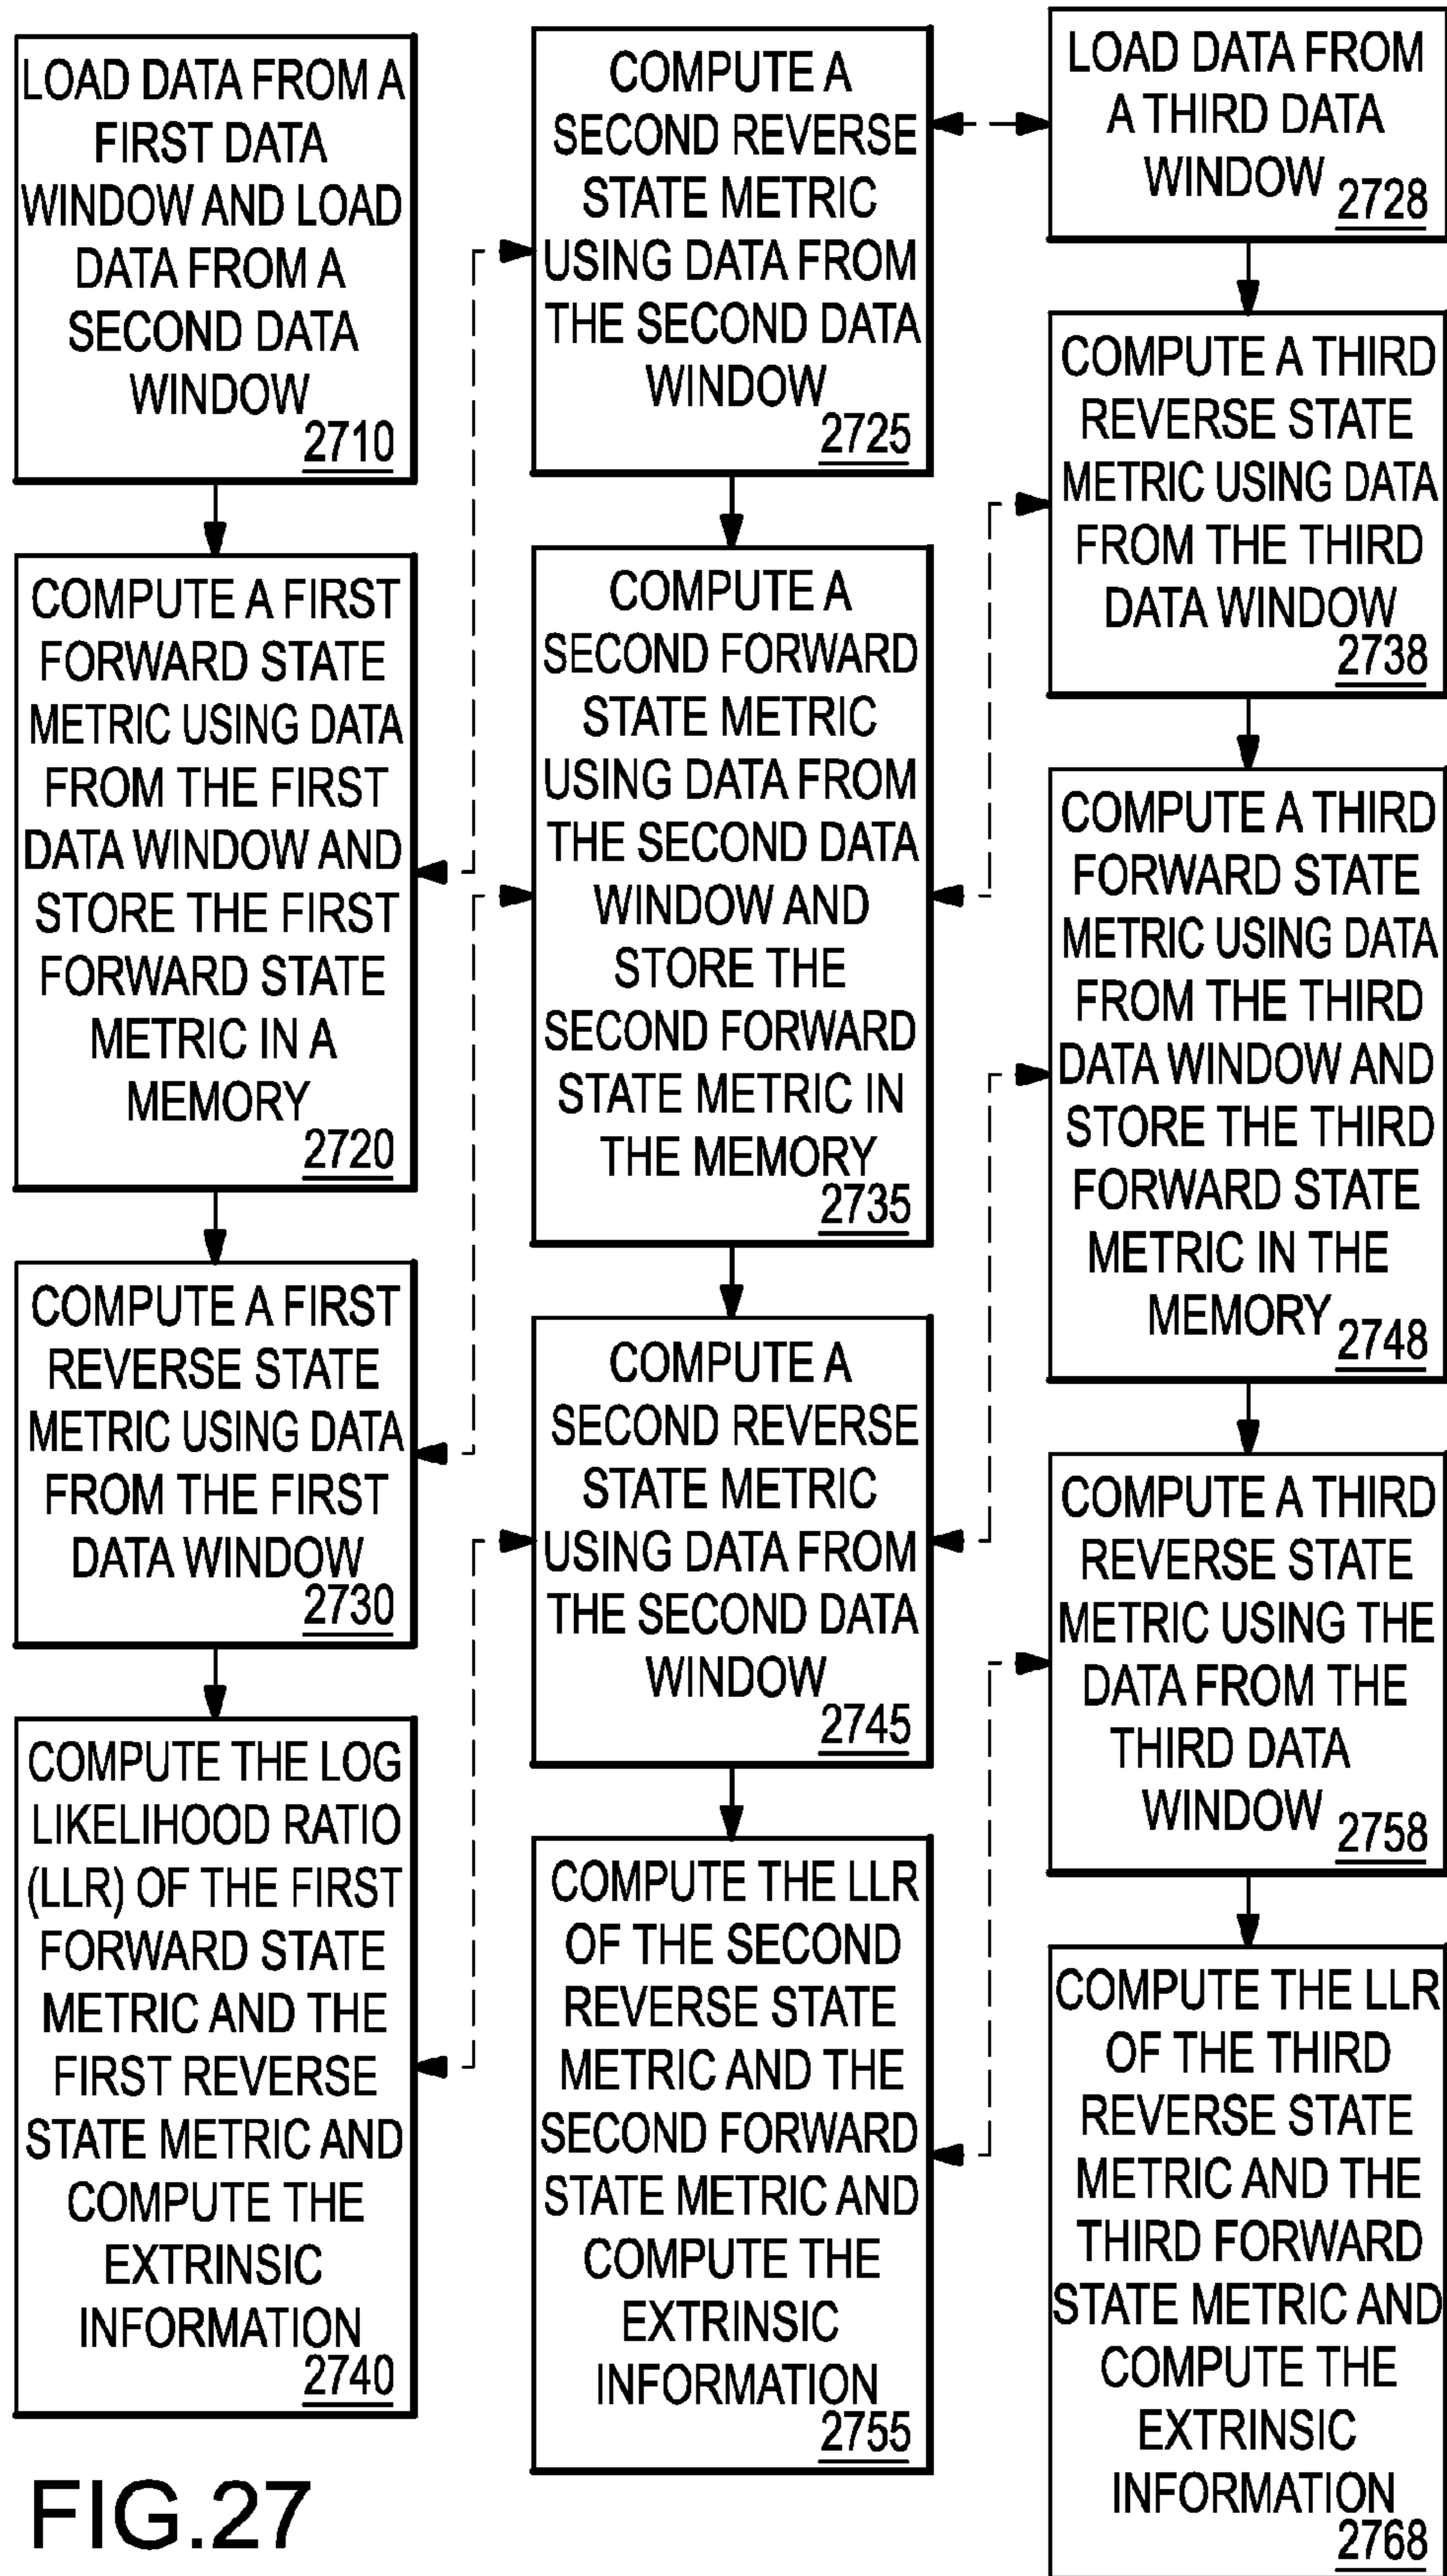 LOAD DATA FROM A
FIRST DATA
WINDOW AND LOAD
DATA FROM A
SECOND DATA
WINDOW
2710
COMPUTE A FIRST
FORWARD STATE
METRIC USING DATA
FROM THE FIRST
DATA WINDOW AND
STORE THE FIRST
FORWARD STATE
METRIC IN A
MEMORY
2720
COMPUTE A FIRST
REVERSE STATE
METRIC USING DATA
FROM THE FIRST
DATA WINDOW
2730
COMPUTE THE LOG
LIKELIHOOD RATIO
(LLR) OF THE FIRST
FORWARD STATE
METRIC AND THE
FIRST REVERSE
STATE METRIC AND
COMPUTE THE
EXTRINSIC
INFORMATION
2740
COMPUTE A
SECOND REVERSE
STATE METRIC
USING DATA FROM
THE SECOND DATA
WINDOW
2725
COMPUTE A
SECOND FORWARD
STATE METRIC
USING DATA FROM
THE SECOND DATA
WINDOW AND
STORE THE
SECOND FORWARD
STATE METRIC IN
THE MEMORY
2735
COMPUTE A
SECOND REVERSE
STATE METRIC
USING DATA FROM
THE SECOND DATA
WINDOW
2745
COMPUTE THE LLR
OF THE SECOND
REVERSE STATE
METRIC AND THE
SECOND FORWARD
STATE METRIC AND
COMPUTE THE
EXTRINSIC
INFORMATION
2755
LOAD DATA FROM
A THIRD DATA
WINDOW 2728
COMPUTE A THIRD
REVERSE STATE
METRIC USING DATA
FROM THE THIRD
DATA WINDOW
2738
COMPUTE A THIRD
FORWARD STATE
METRIC USING DATA
FROM THE THIRD
DATA WINDOW AND
STORE THE THIRD
FORWARD STATE
METRIC IN THE
MEMORY 2748
COMPUTE A THIRD
REVERSE STATE
METRIC USING THE
DATA FROM THE
THIRD DATA
WINDOW 2758
COMPUTE THE LLR
OF THE THIRD
REVERSE STATE
METRIC AND THE
THIRD FORWARD
STATE METRIC AND
COMPUTE THE
EXTRINSIC
INFORMATION
2768
FIG.27